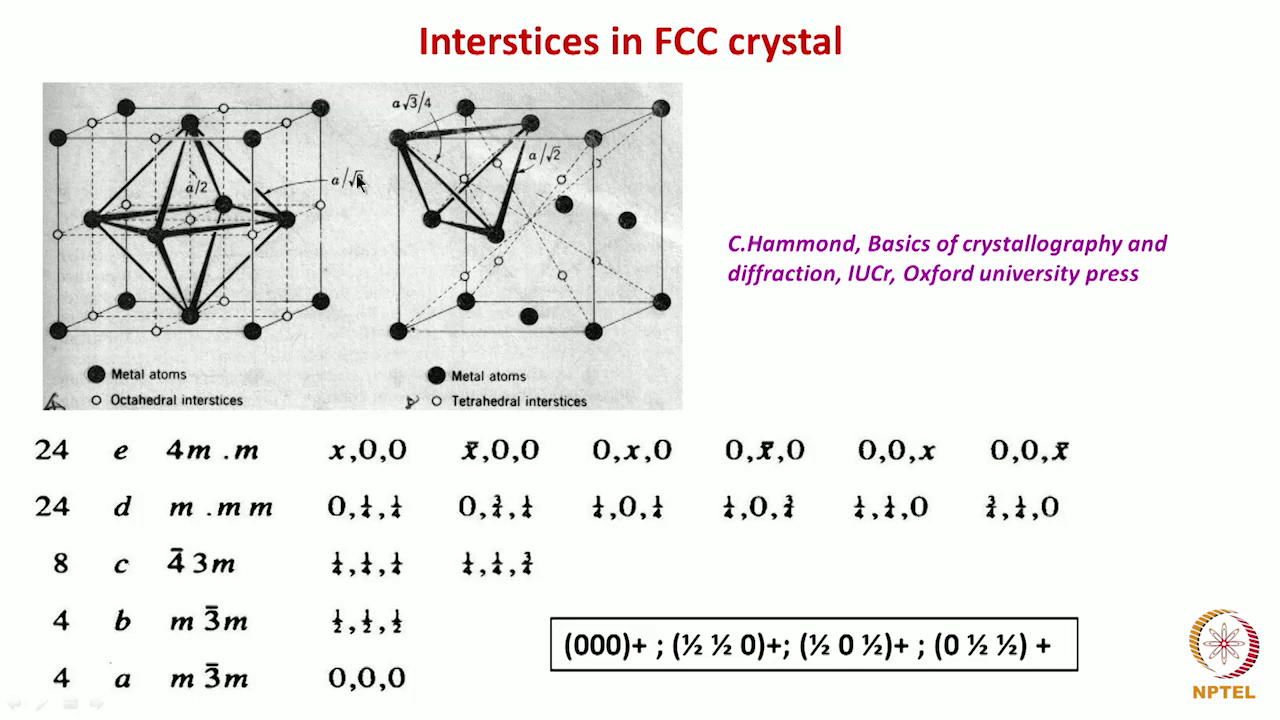 Interstices in FCC crystal
a/2
a/√
a√3/4
a/√2
Metal atoms
Octahedral interstices
Metal atoms
Tetrahedral interstices
C.Hammond, Basics of crystallography and
diffraction, IUCr, Oxford university press
24 e 4m .m x,0,0 x̄,0,0 0,x,0 0,x̄,0 0,0,x 0,0,x̄
24 d m .m m 0,¼,¼ 0,¾,¼ ¼,0,¼ ¼,0,¾ ¼,¼,0 ¾,¼,0
8 c 4̄ 3m ¼,¼,¼ ¼,¼,¾
4 b m 3̄ m ½,½,½
4 a m 3̄ m 0,0,0
(000)+ ; (½ ½ 0)+; (½ 0 ½)+ ; (0 ½ ½) +
NPTEL